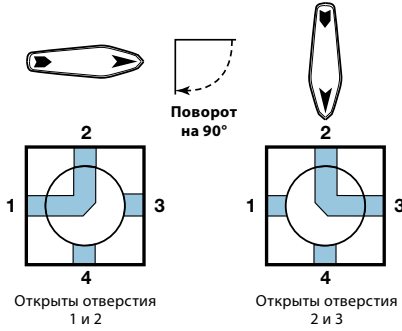 Поворот
на 90°
2
1
3
4
Открыты отверстия
1 и 2
2
1
3
4
Открыты отверстия
2 и 3